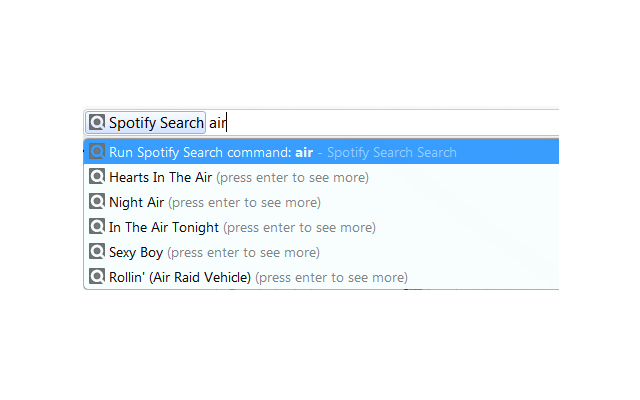 Spotify Search air
Run Spotify Search command: air - Spotify Search Search
Hearts In The Air (press enter to see more)
Night Air (press enter to see more)
In The Air Tonight (press enter to see more)
Sexy Boy (press enter to see more)
Rollin' (Air Raid Vehicle) (press enter to see more)